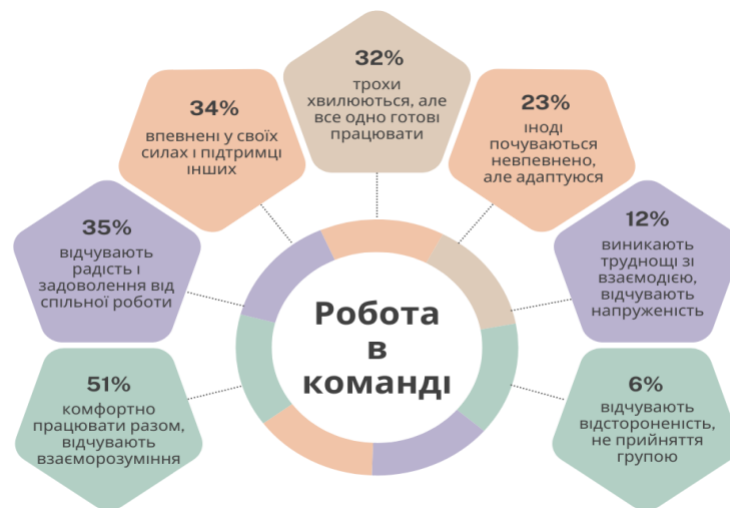 32%
трохи
хвилюються, але
все одно готові
працювати
34%
впевнені у своїх
силах і підтримці
інших
23%
іноді
почуваються
невпевнено,
але адаптуюся
35%
відчувають
радість і
задоволення від
спільної роботи
12%
виникають
труднощі зі
взаємодією,
відчувають
напруженість
Робота
в
команді
51%
комфортно
працювати разом,
відчувають
взаєморозуміння
6%
відчувають
відстороненість,
не прийняття
групою